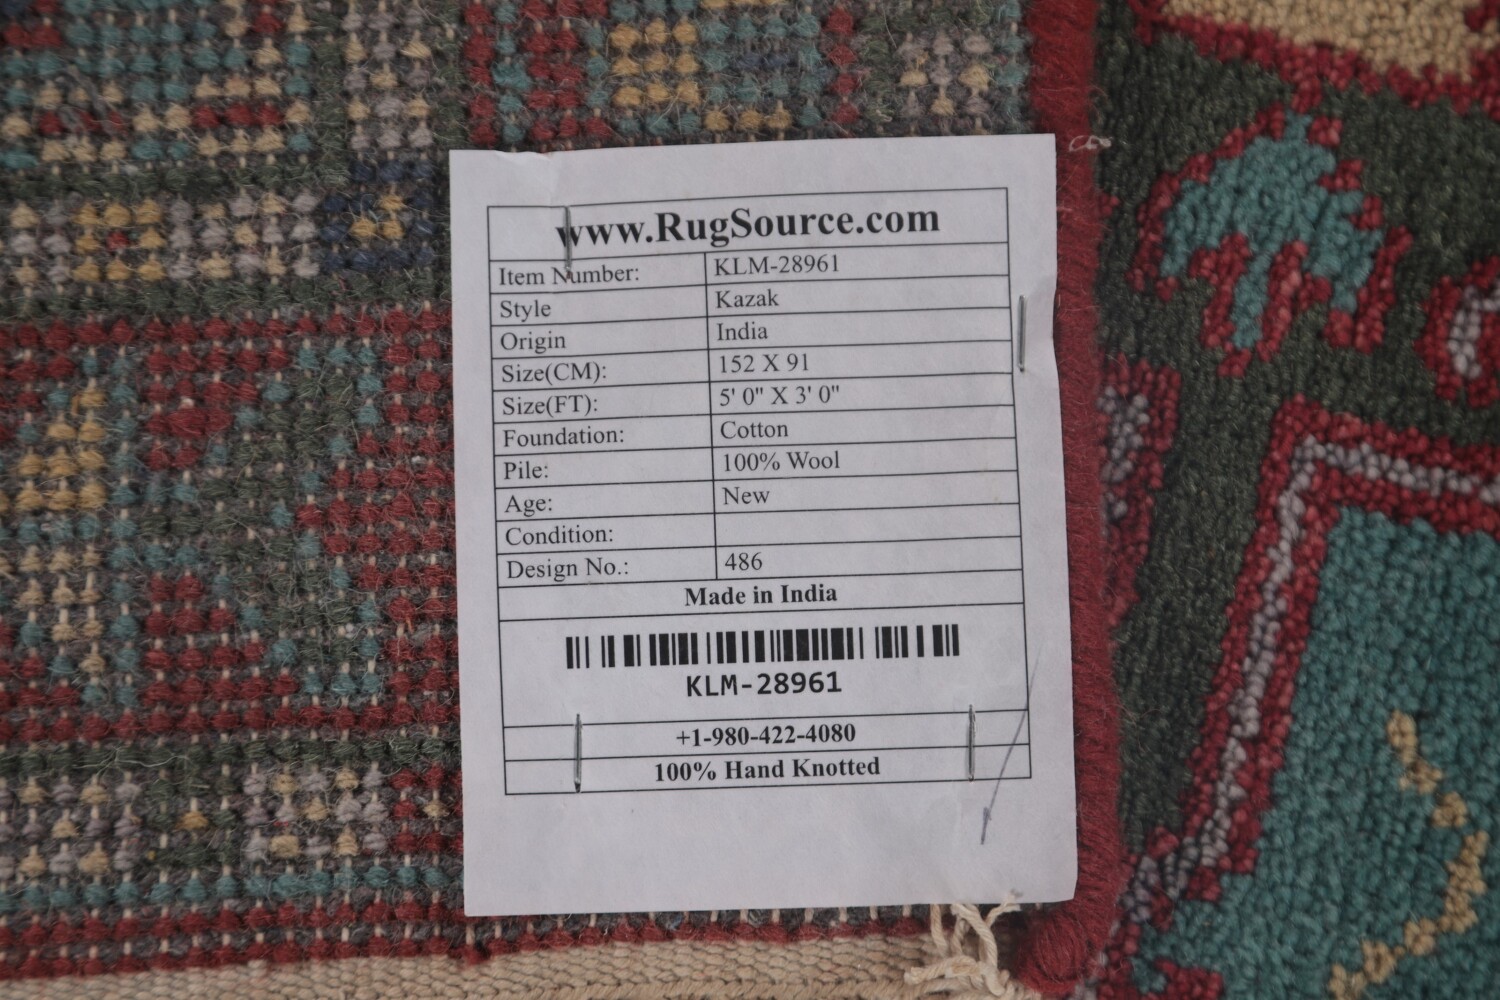 www.RugSource.com
Item Number: KLM-28961
Style Kazak
Origin India
Size(CM): 152 X 91
Size(FT): 5' 0" X 3' 0"
Foundation: Cotton
Pile: 100% Wool
Age: New
Condition:
Design No.: 486
Made in India
KLM-28961
+1-980-422-4080
100% Hand Knotted